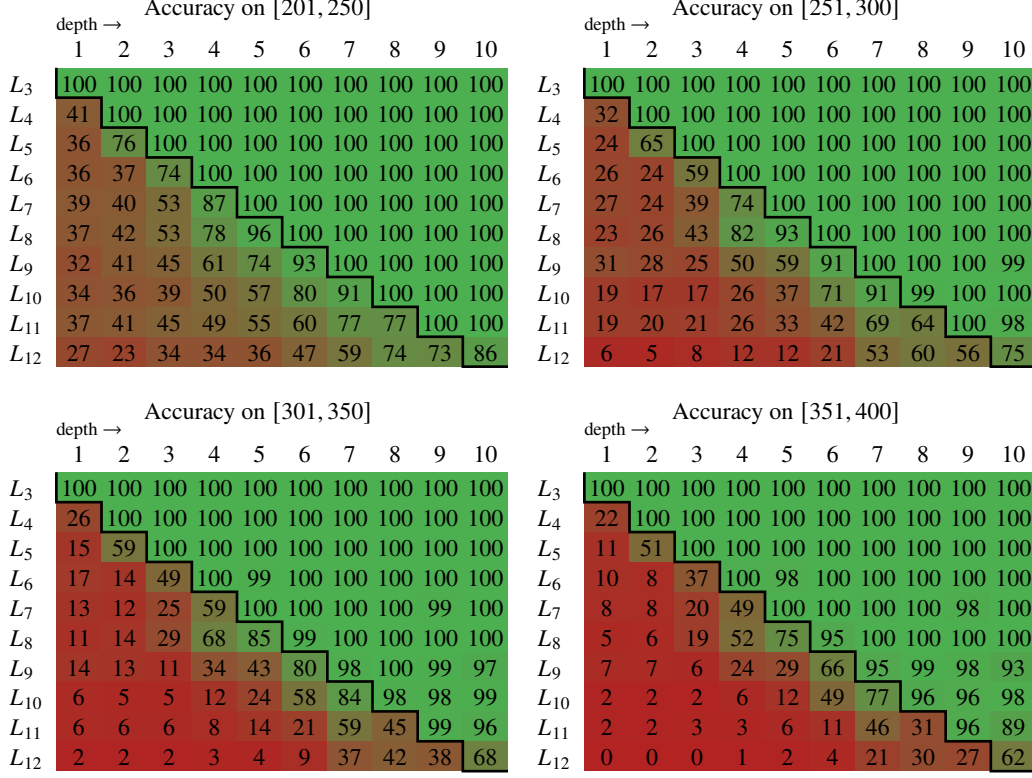 Accuracy on [201, 250]
depth →
1 2 3 4 5 6 7 8 9 10
L3 100 100 100 100 100 100 100 100 100 100
L4 41 100 100 100 100 100 100 100 100 100
L5 36 76 100 100 100 100 100 100 100 100
L6 36 37 74 100 100 100 100 100 100 100
L7 39 40 53 87 100 100 100 100 100 100
L8 37 42 53 78 96 100 100 100 100 100
L9 32 41 45 61 74 93 100 100 100 100
L10 34 36 39 50 57 80 91 100 100 100
L11 37 41 45 49 55 60 77 77 100 100
L12 27 23 34 34 36 47 59 74 73 86
Accuracy on [251, 300]
depth →
1 2 3 4 5 6 7 8 9 10
L3 100 100 100 100 100 100 100 100 100 100
L4 32 100 100 100 100 100 100 100 100 100
L5 24 65 100 100 100 100 100 100 100 100
L6 26 24 59 100 100 100 100 100 100 100
L7 27 24 39 74 100 100 100 100 100 100
L8 23 26 43 82 93 100 100 100 100 100
L9 31 28 25 50 59 91 100 100 100 99
L10 19 17 17 26 37 71 91 99 100 100
L11 19 20 21 26 33 42 69 64 100 98
L12 6 5 8 12 12 21 53 60 56 75
Accuracy on [301, 350]
depth →
1 2 3 4 5 6 7 8 9 10
L3 100 100 100 100 100 100 100 100 100 100
L4 26 100 100 100 100 100 100 100 100 100
L5 15 59 100 100 100 100 100 100 100 100
L6 17 14 49 100 99 100 100 100 100 100
L7 13 12 25 59 100 100 100 100 99 100
L8 11 14 29 68 85 99 100 100 100 100
L9 14 13 11 34 43 80 98 100 99 97
L10 6 5 5 12 24 58 84 98 98 99
L11 6 6 6 8 14 21 59 45 99 96
L12 2 2 2 3 4 9 37 42 38 68
Accuracy on [351, 400]
depth →
1 2 3 4 5 6 7 8 9 10
L3 100 100 100 100 100 100 100 100 100 100
L4 22 100 100 100 100 100 100 100 100 100
L5 11 51 100 100 100 100 100 100 100 100
L6 10 8 37 100 98 100 100 100 100 100
L7 8 8 20 49 100 100 100 100 98 100
L8 5 6 19 52 75 95 100 100 100 100
L9 7 7 6 24 29 66 95 99 98 93
L10 2 2 2 6 12 49 77 96 96 98
L11 2 2 3 3 6 11 46 31 96 89
L12 0 0 0 1 2 4 21 30 27 62